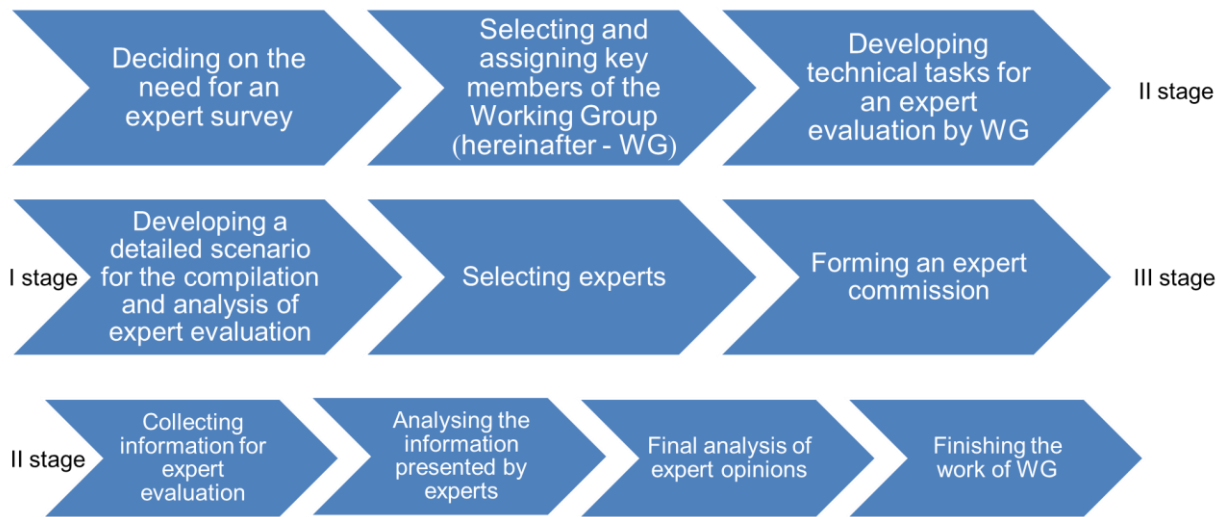 Deciding on the
need for an
expert survey
Selecting and
assigning key
members of the
Working Group
(hereinafter - WG)
Developing
technical tasks for
an expert
evaluation by WG
II stage
I stage
Developing a
detailed scenario
for the compilation
and analysis of
expert evaluation
Selecting experts
Forming an expert
commission
III stage
II stage
Collecting
information for
expert
evaluation
Analysing the
information
presented by
experts
Final analysis of
expert opinions
Finishing the
work of WG